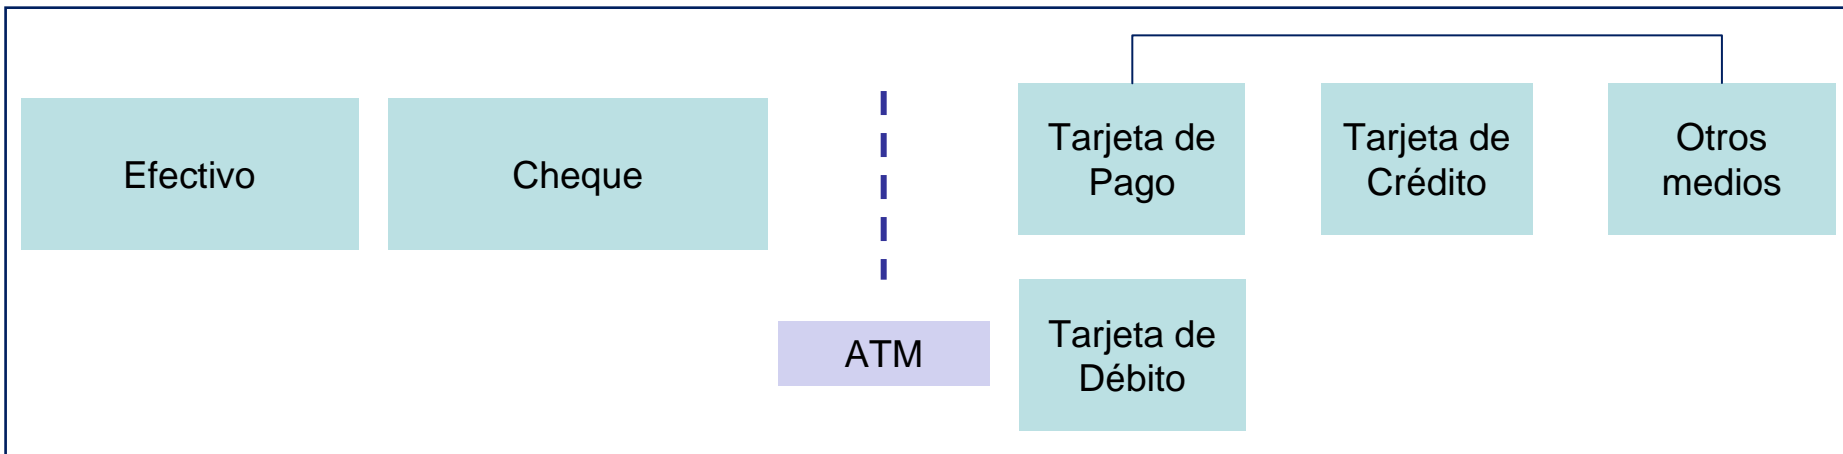 Efectivo
Cheque
Tarjeta de
Pago
Tarjeta de
Crédito
Otros
medios
ATM
Tarjeta de
Débito